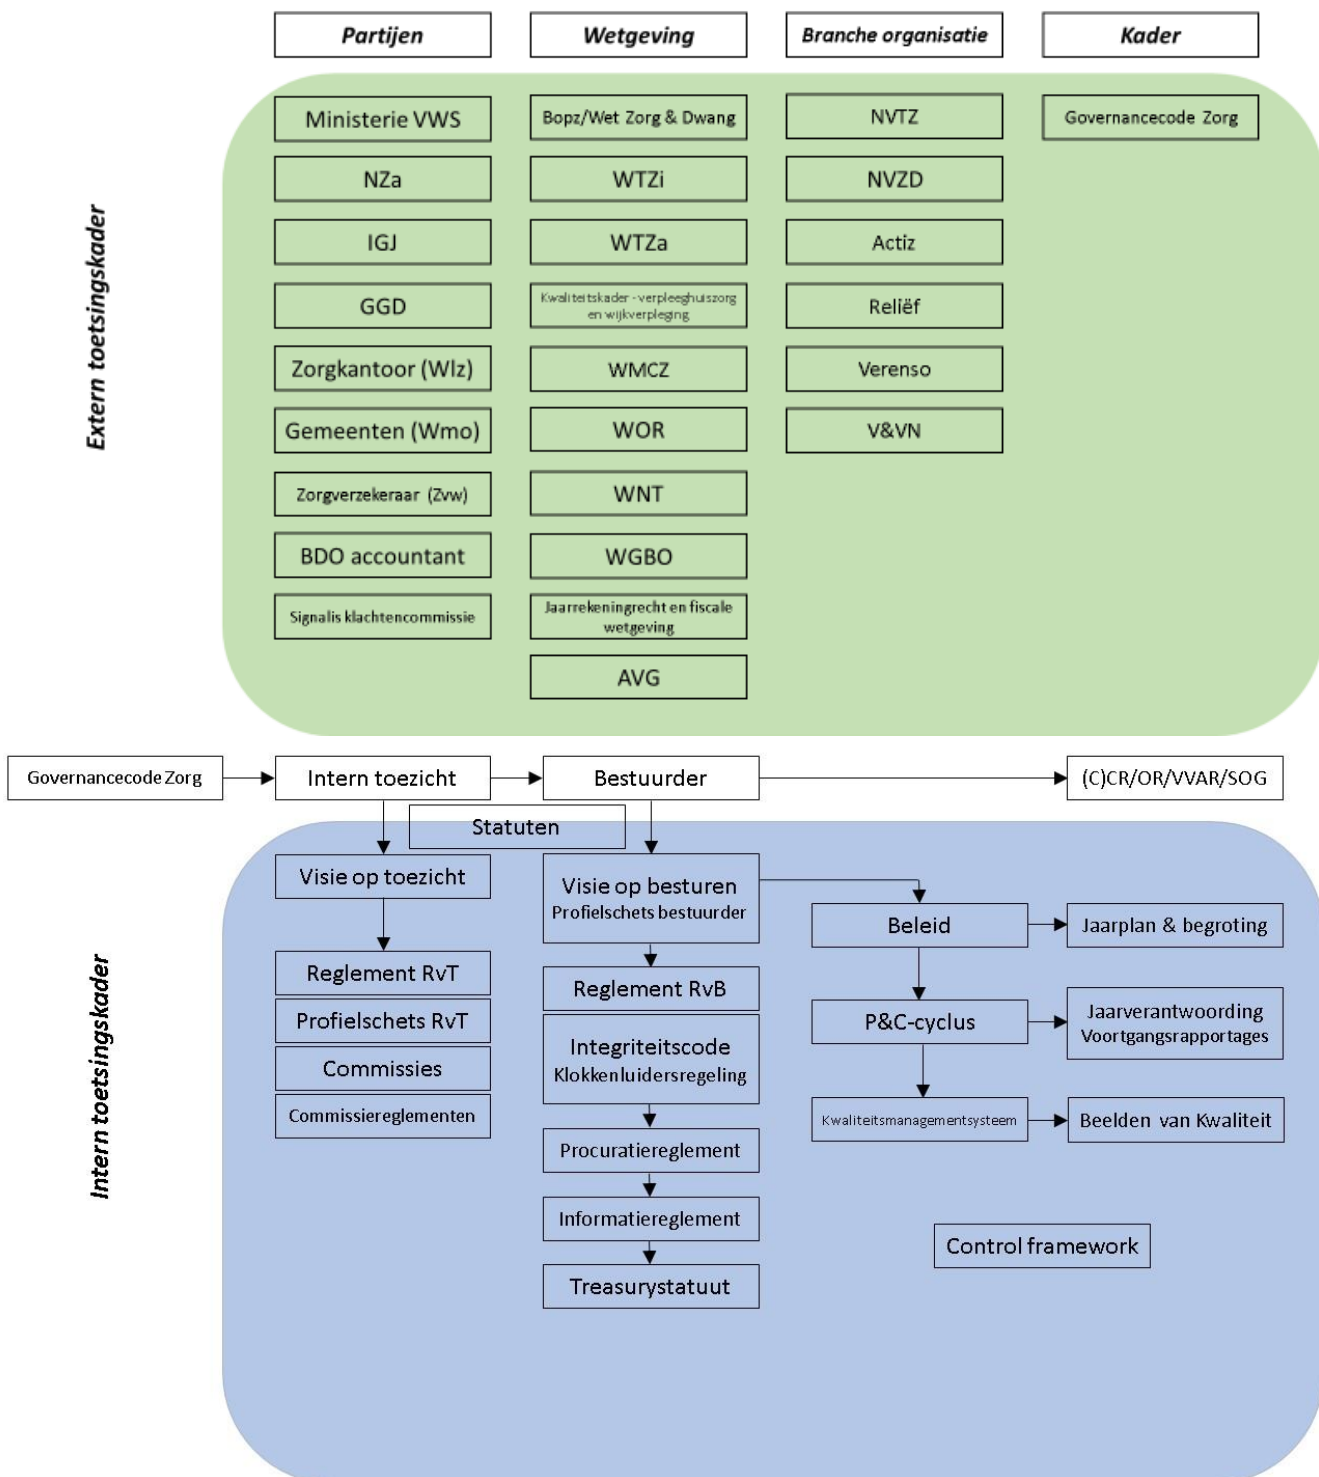 Partijen
Wetgeving
Branche organisatie
Kader
Extern toetsingskader
Ministerie VWS
NZa
IGJ
GGD
Zorgkantoor (Wlz)
Gemeenten (Wmo)
Zorgverzekeraar (Zvw)
BDO accountant
Signalis klachtencommissie
Bopz/Wet Zorg & Dwang
WTZi
WTZa
Kwaliteitskader - verpleeghuiszorg
en wijkverpleging
WMCZ
WOR
WNT
WGBO
Jaarrekeningrecht en fiscale
wetgeving
AVG
NVTZ
NVZD
Actiz
Reliëf
Verenso
V&VN
Governancecode Zorg
Governancecode Zorg
Intern toezicht
Bestuurder
(C)CR/OR/VVAR/SOG
Statuten
Intern toetsingskader
Visie op toezicht
Reglement RvT
Profielschets RvT
Commissies
Commissiereglementen
Visie op besturen
Profielschets bestuurder
Reglement RvB
Integriteitscode
Klokkenluidersregeling
Procuratiereglement
Informatiereglement
Treasurystatuut
Beleid
Jaarplan & begroting
P&C-cyclus
Jaarverantwoording
Voortgangsrapportages
Kwaliteitsmanagementsysteem
Beelden van Kwaliteit
Control framework